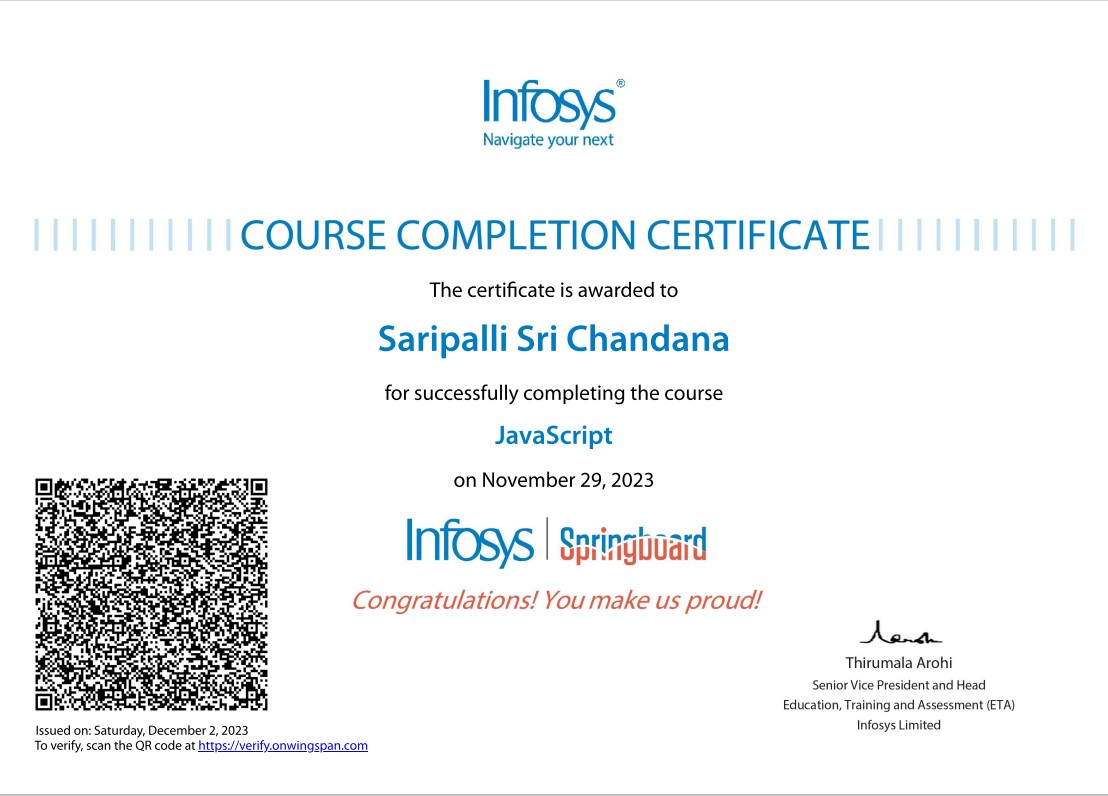 Infosys®
Navigate your next
COURSE COMPLETION CERTIFICATE
The certificate is awarded to
Saripalli Sri Chandana
for successfully completing the course
JavaScript
on November 29, 2023
Infosys | Springboard
Congratulations! You make us proud!
Thirumala Arohi
Senior Vice President and Head
Education, Training and Assessment (ETA)
Infosys Limited
Issued on: Saturday, December 2, 2023
To verify, scan the QR code at https://verify.onwingspan.com